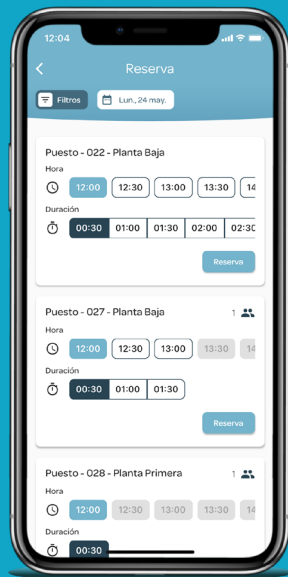 12:04
Reserva
Filtros
Lun., 24 may.
Puesto - 022 - Planta Baja
Hora
12:00 12:30 13:00 13:30 14
Duración
00:30 01:00 01:30 02:00 02:30
Reserva
Puesto - 027 - Planta Baja 1
Hora
12:00 12:30 13:00 13:30 14
Duración
00:30 01:00 01:30
Reserva
Puesto - 028 - Planta Primera 1
Hora
12:00 12:30 13:00 13:30 14
Duración
00:30